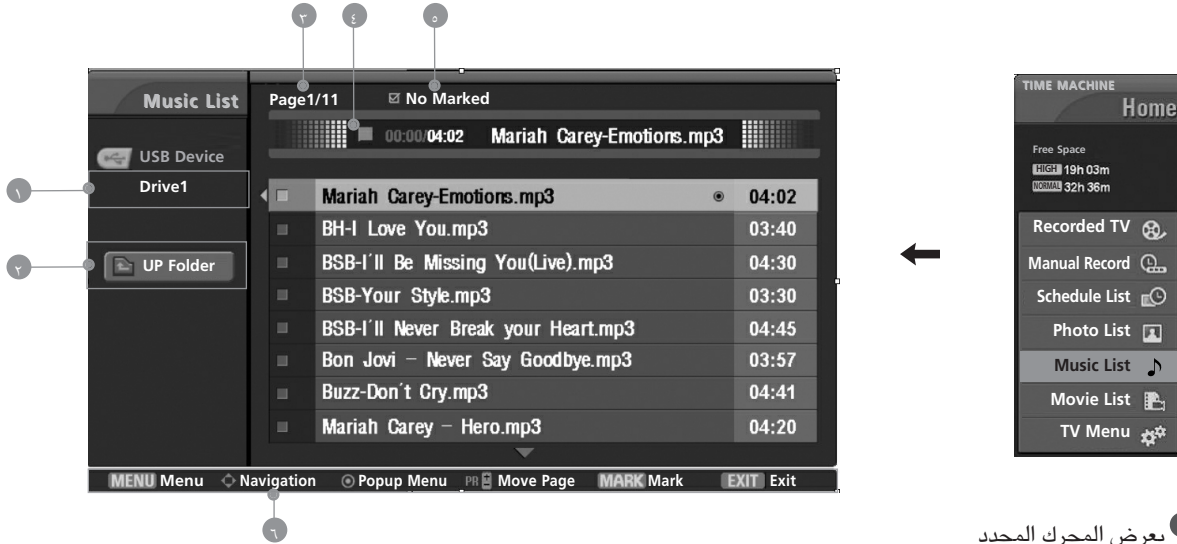 ٣ ٤ ٥
Music List
Page1/11 ☑ No Marked
00:00/04:02 Mariah Carey-Emotions.mp3
USB Device
١ Drive1
٢ UP Folder
Mariah Carey-Emotions.mp3 04:02
BH-I Love You.mp3 03:40
BSB-I´ll Be Missing You(Live).mp3 04:30
BSB-Your Style.mp3 03:30
BSB-I´ll Never Break your Heart.mp3 04:45
Bon Jovi – Never Say Goodbye.mp3 03:57
Buzz-Don´t Cry.mp3 04:41
Mariah Carey – Hero.mp3 04:20
MENU Menu Navigation Popup Menu PR Move Page MARK Mark EXIT Exit
٦
TIME MACHINE
Home
Free Space
HIGH 19h 03m
NORMAL 32h 36m
Recorded TV
Manual Record
Schedule List
Photo List
Music List
Movie List
TV Menu
يعرض المحرك المحدد